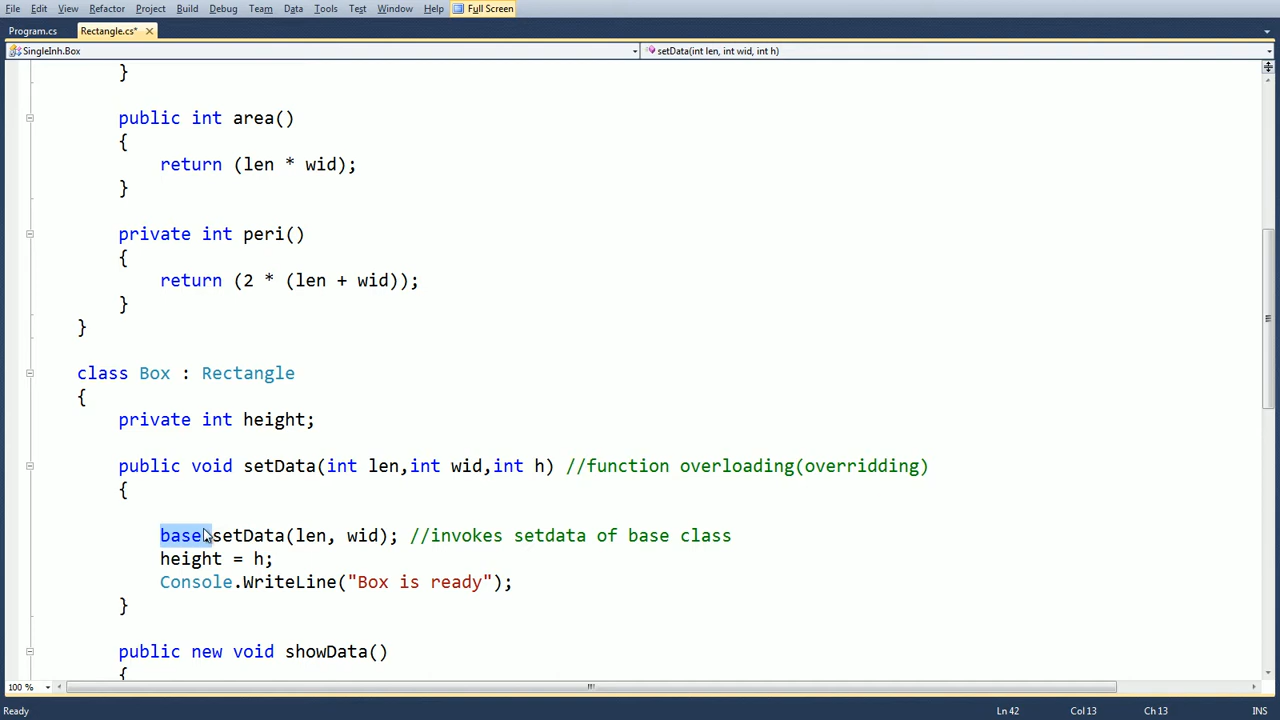 File Edit View Refactor Project Build Debug Team Data Tools Test Window Help Full Screen
Program.cs Rectangle.cs*
SingleInh.Box setData(int len, int wid, int h)
}
public int area()
{
return (len * wid);
}
private int peri()
{
return (2 * (len + wid));
}
}
class Box : Rectangle
{
private int height;
public void setData(int len,int wid,int h) //function overloading(overridding)
{
base.setData(len, wid); //invokes setdata of base class
height = h;
Console.WriteLine("Box is ready");
}
public new void showData()
{
100 %
Ready Ln 42 Col 13 Ch 13 INS